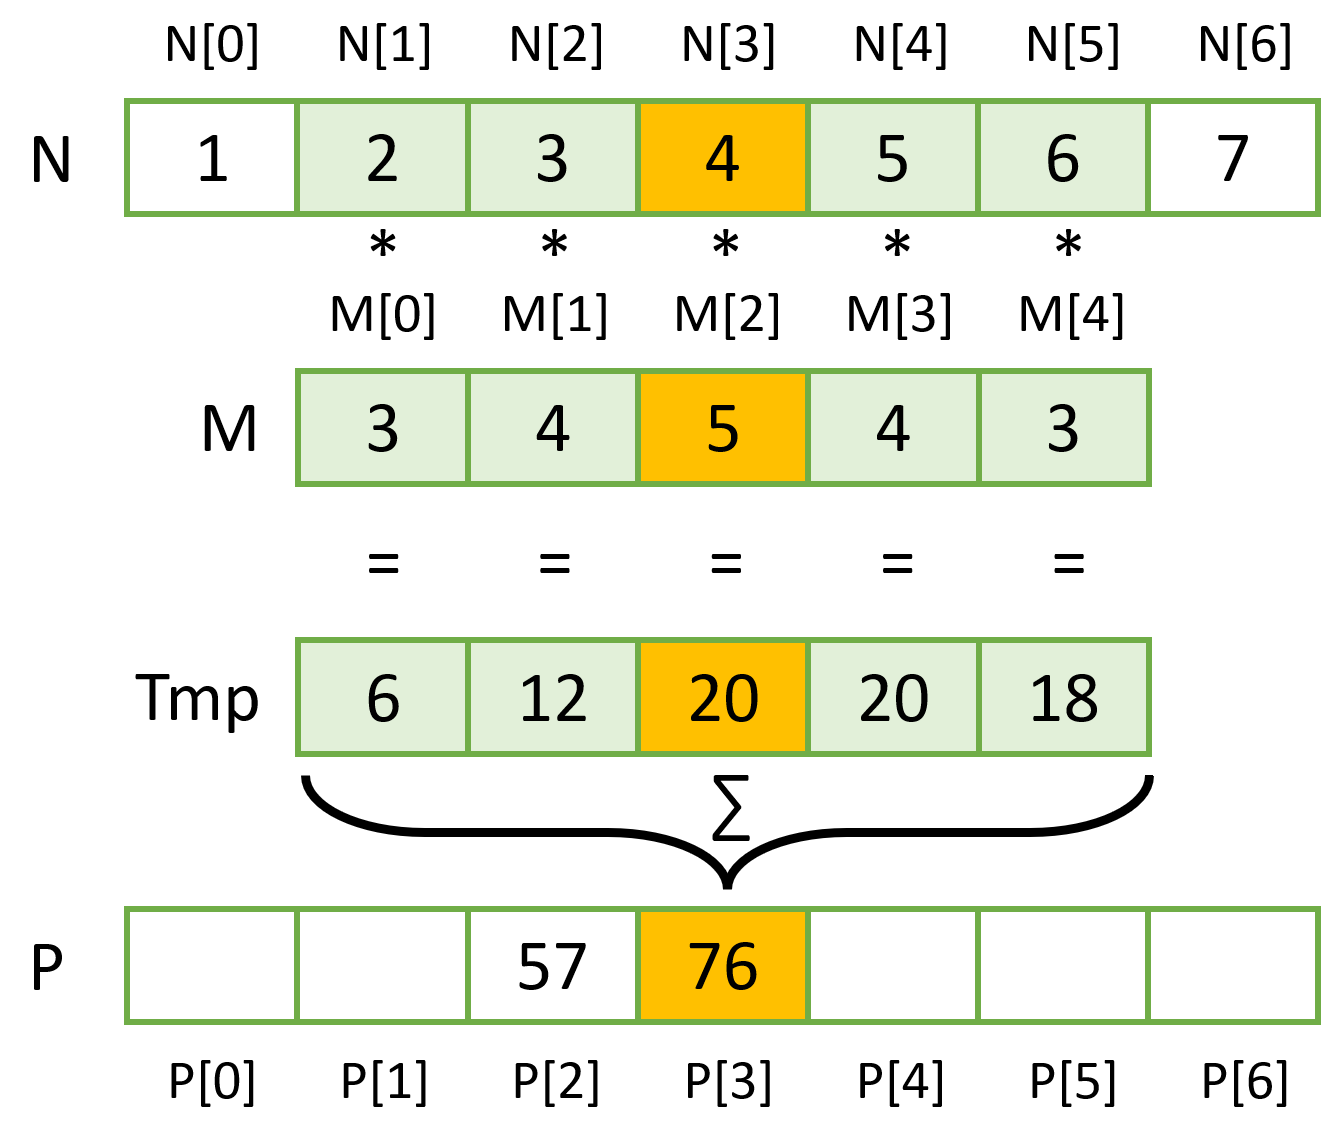 N[0] N[1] N[2] N[3] N[4] N[5] N[6]
N 1 2 3 4 5 6 7
* * * * *
M[0] M[1] M[2] M[3] M[4]
M 3 4 5 4 3
= = = = =
Tmp 6 12 20 20 18
∑
P 57 76
P[0] P[1] P[2] P[3] P[4] P[5] P[6]